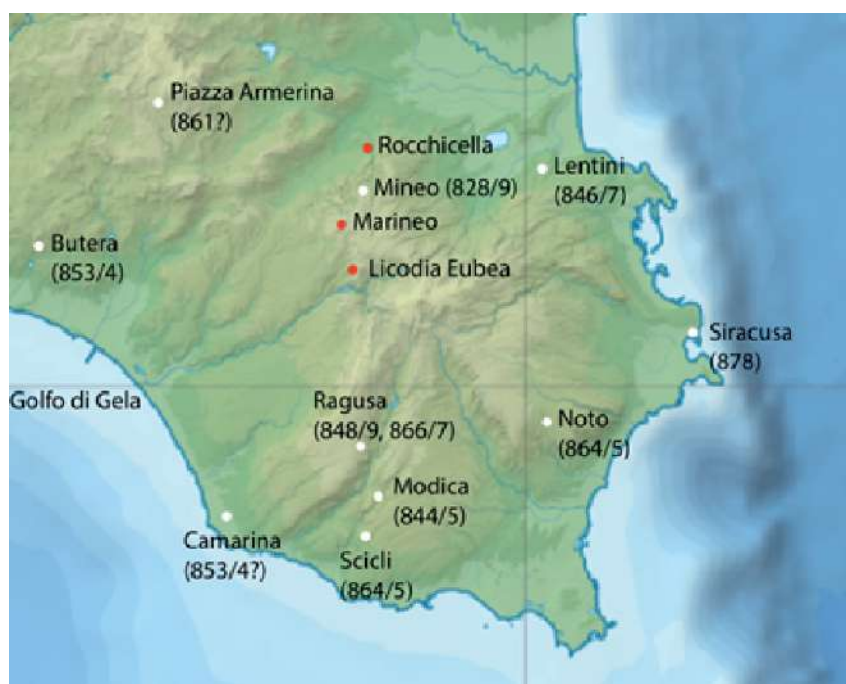 Piazza Armerina
(861?)
Rocchicella
Lentini
(846/7)
Mineo (828/9)
Marineo
Butera
(853/4)
Licodia Eubea
Siracusa
(878)
Golfo di Gela
Ragusa
(848/9, 866/7)
Noto
(864/5)
Modica
(844/5)
Camarina
(853/4?)
Scicli
(864/5)